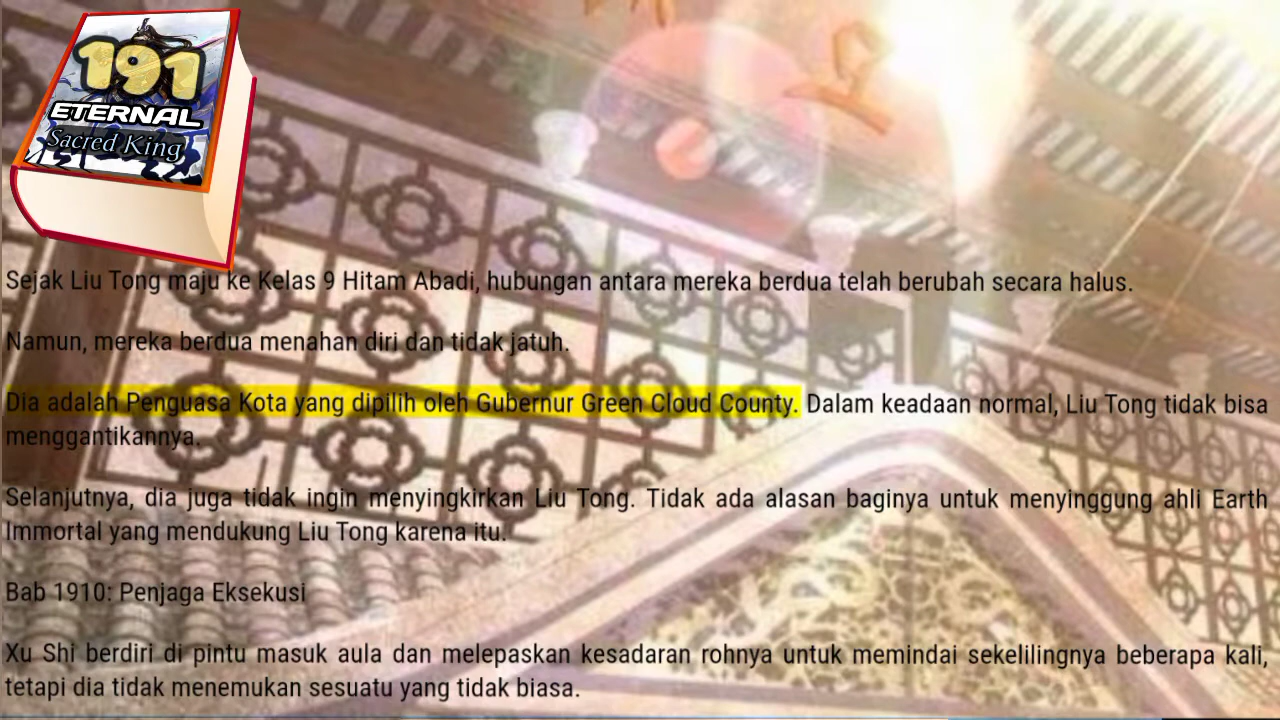 191
ETERNAL
Sacred King
Sejak Liu Tong maju ke Kelas 9 Hitam Abadi, hubungan antara mereka berdua telah berubah secara halus.
Namun, mereka berdua menahan diri dan tidak jatuh.
Dia adalah Penguasa Kota yang dipilih oleh Gubernur Green Cloud County. Dalam keadaan normal, Liu Tong tidak bisa
menggantikannya.
Selanjutnya, dia juga tidak ingin menyingkirkan Liu Tong. Tidak ada alasan baginya untuk menyinggung ahli Earth
Immortal yang mendukung Liu Tong karena itu.
Bab 1910: Penjaga Eksekusi
Xu Shi berdiri di pintu masuk aula dan melepaskan kesadaran rohnya untuk memindai sekelilingnya beberapa kali,
tetapi dia tidak menemukan sesuatu yang tidak biasa.